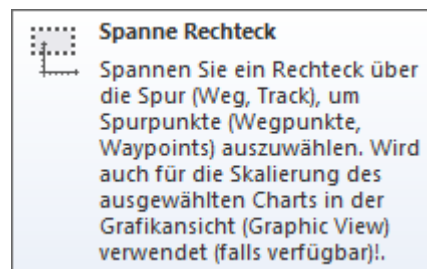 Spanne Rechteck
Spannen Sie ein Rechteck über
die Spur (Weg, Track), um
Spurpunkte (Wegpunkte,
Waypoints) auszuwählen. Wird
auch für die Skalierung des
ausgewählten Charts in der
Grafikansicht (Graphic View)
verwendet (falls verfügbar)!.